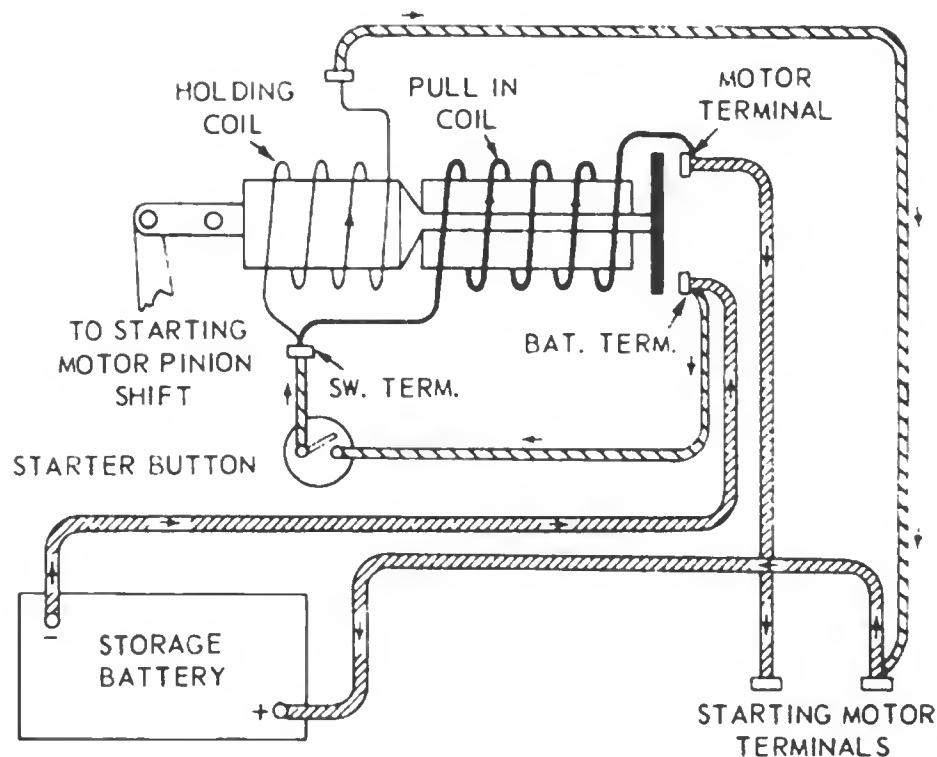 HOLDING
COIL
PULL IN
COIL
MOTOR
TERMINAL
TO STARTING
MOTOR PINION
SHIFT
BAT. TERM.
SW. TERM.
STARTER BUTTON
−
STORAGE
BATTERY
+
STARTING MOTOR
TERMINALS